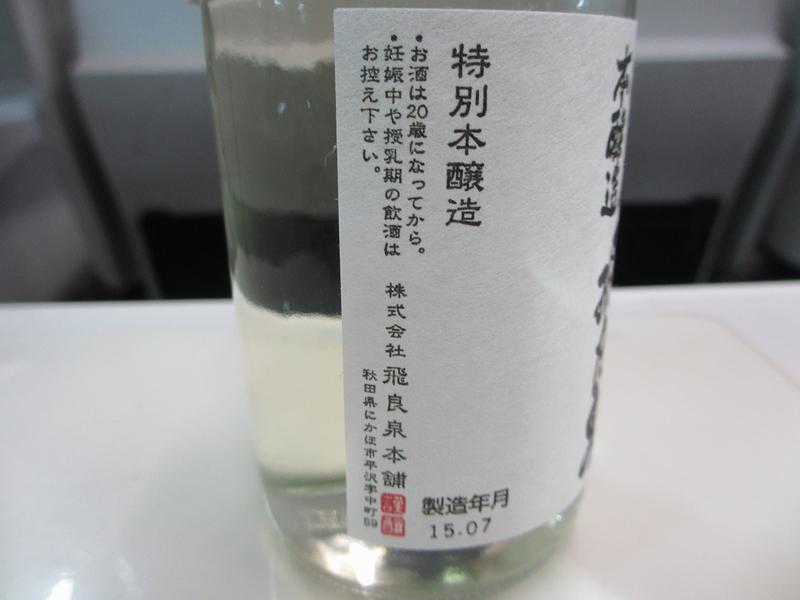 本醸造
特別本醸造
・お酒は20歳になってから。
・妊娠中や授乳期の飲酒は
お控え下さい。
株式会社 飛良泉本舗
秋田県にかほ市平沢字中町59
製造年月
15.07